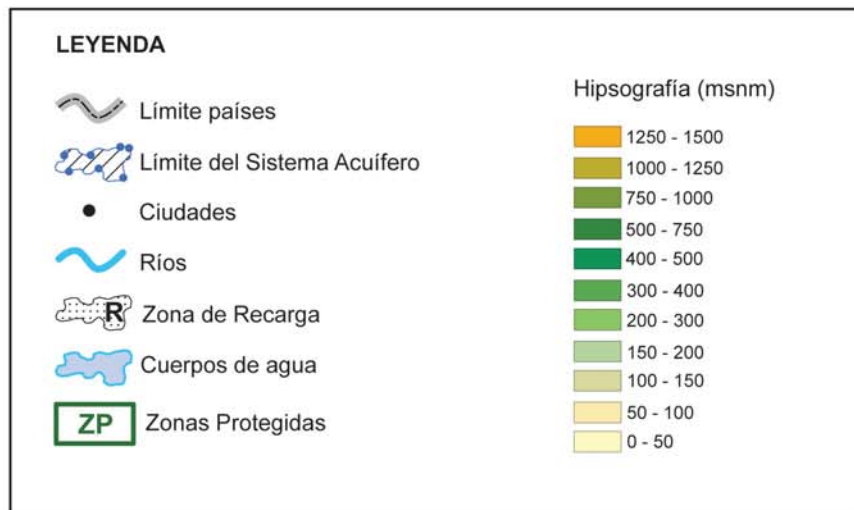 LEYENDA
Límite países
Límite del Sistema Acuífero
Ciudades
Ríos
R Zona de Recarga
Cuerpos de agua
ZP Zonas Protegidas
Hipsografía (msnm)
1250 - 1500
1000 - 1250
750 - 1000
500 - 750
400 - 500
300 - 400
200 - 300
150 - 200
100 - 150
50 - 100
0 - 50